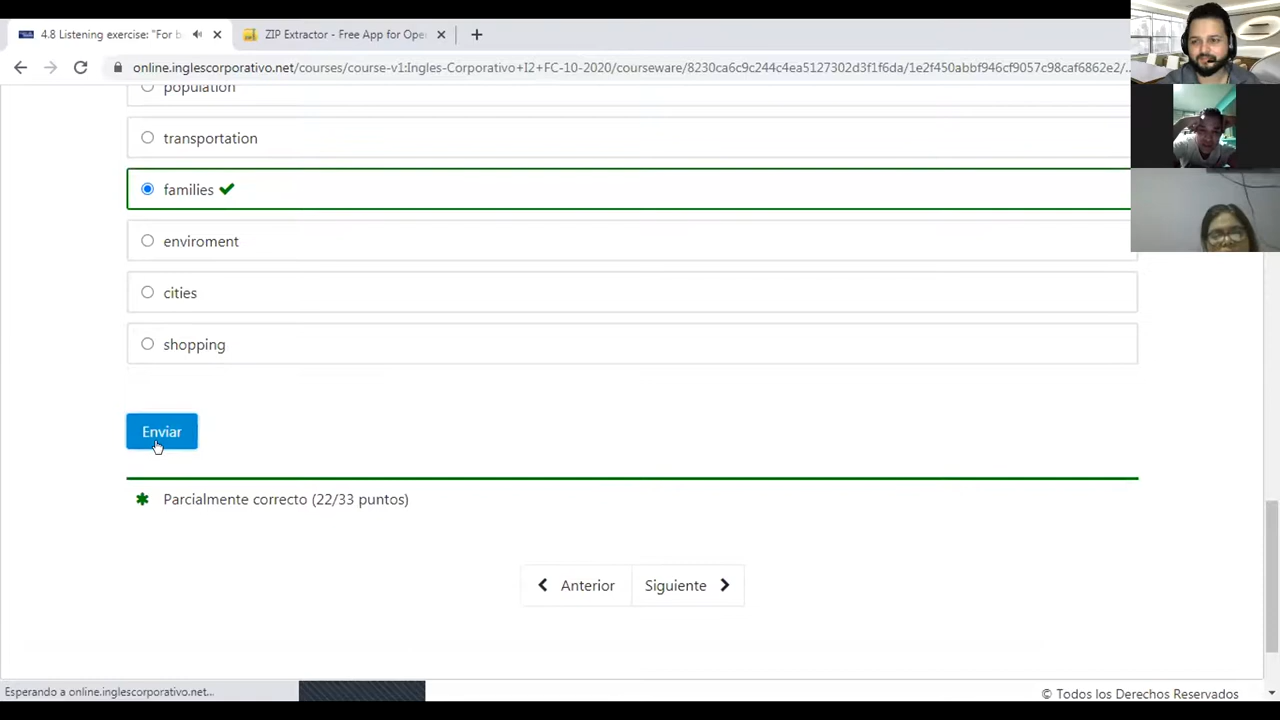 4.8 Listening exercise: "For b
ZIP Extractor - Free App for Ope
online.inglescorporativo.net/courses/course-v1:Ingles-Corporativo+I2+FC-10-2020/courseware/8230ca6c9c244c4ea5127302d3f1f6da/1e2f450abbf946cf9057c98caf6862e2/...
population
transportation
families
enviroment
cities
shopping
Enviar
Parcialmente correcto (22/33 puntos)
Anterior Siguiente
Esperando a online.inglescorporativo.net...
© Todos los Derechos Reservados